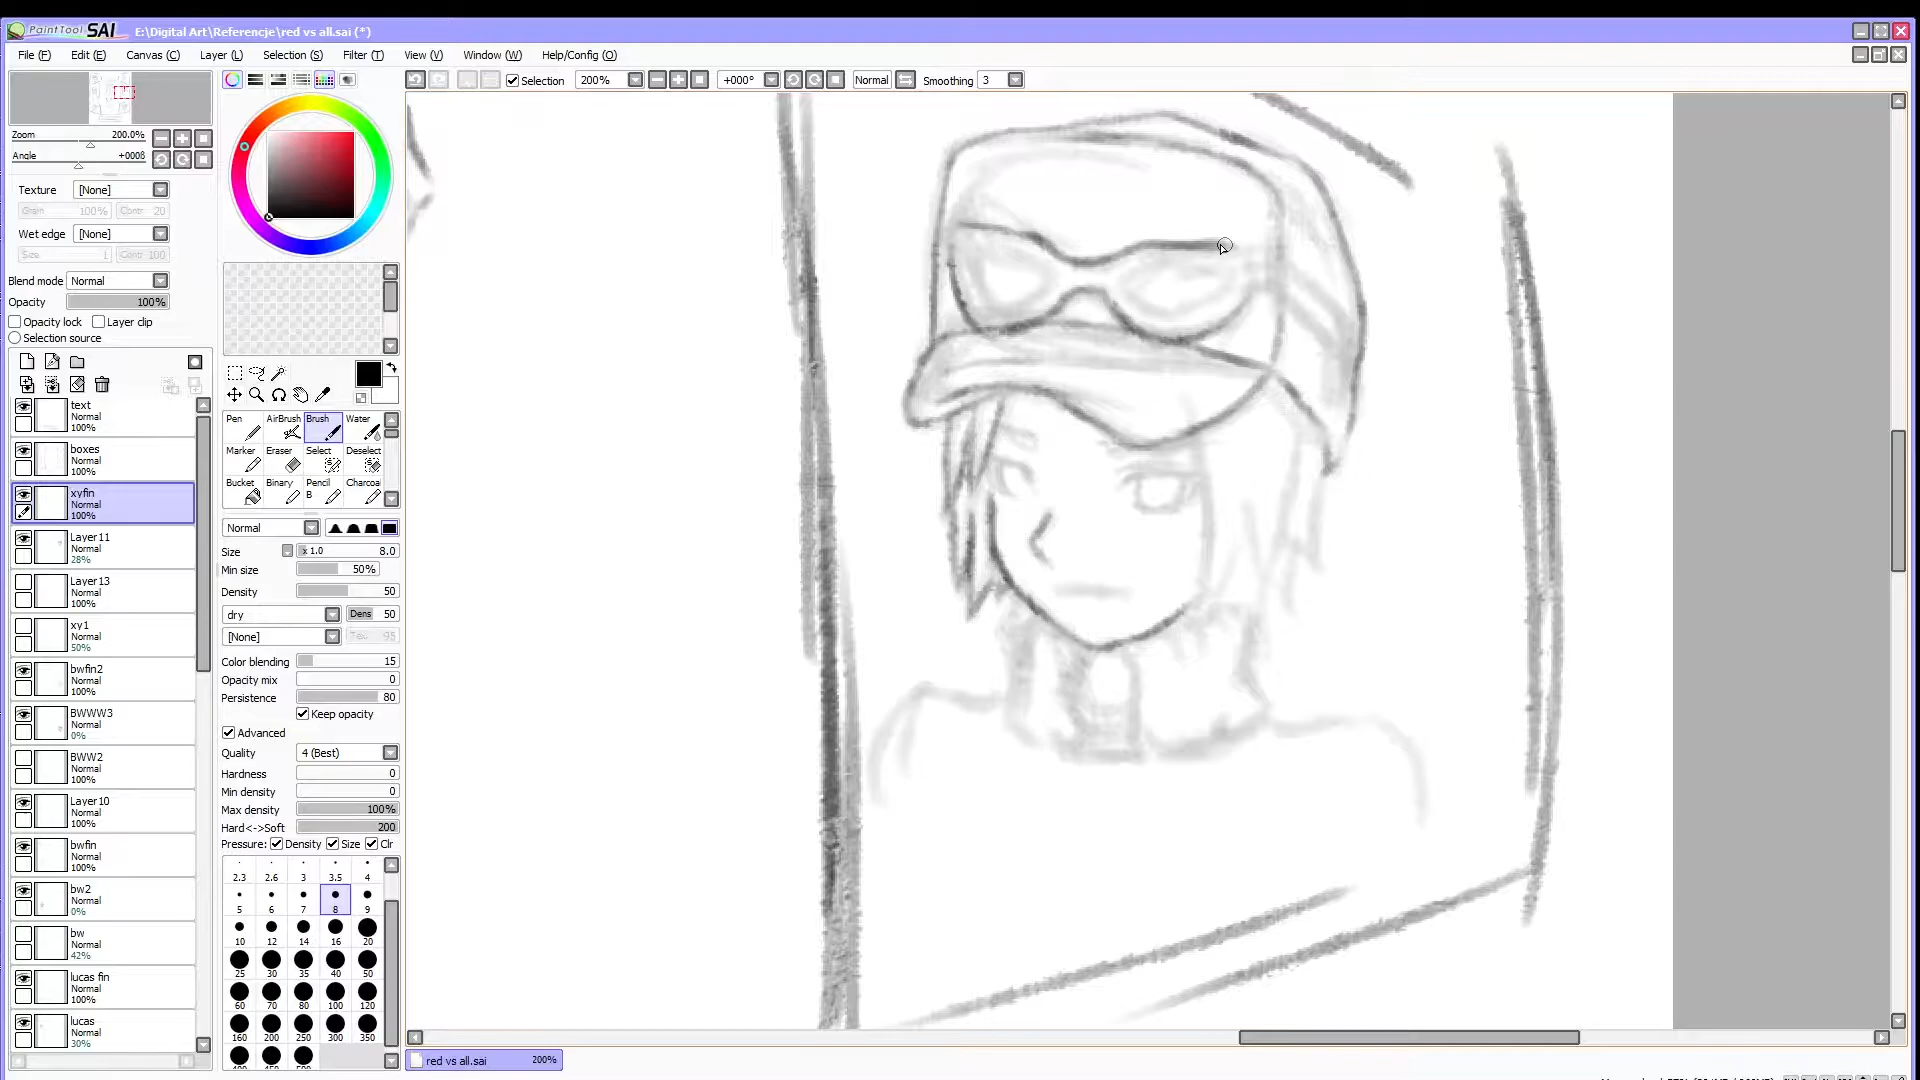 PaintTool SAI E:\Digital Art\Referencje\red vs all.sai (*)
File (F) Edit (E) Canvas (C) Layer (L) Selection (S) Filter (T) View (V) Window (W) Help/Config (O)
Selection 200% +000° Normal Smoothing 3
Zoom 200.0%
Angle +000δ
Texture [None]
Grain 100% Contr 20
Wet edge [None]
Size 1 Contr 100
Blend mode Normal
Opacity 100%
Opacity lock Layer clip
Selection source
text
Normal
100%
boxes
Normal
100%
xyfin
Normal
100%
Layer11
Normal
28%
Layer13
Normal
100%
xy1
Normal
50%
bwfin2
Normal
100%
BWWW3
Normal
0%
BWW2
Normal
100%
Layer10
Normal
100%
bwfin
Normal
100%
bw2
Normal
0%
bw
Normal
42%
lucas fin
Normal
100%
lucas
Normal
30%
Pen AirBrush Brush Water
Marker Eraser Select Deselect
Bucket Binary Pencil Charcoa
B
Normal
Size x 1.0 8.0
Min size 50%
Density 50
dry Dens 50
[None] Tex 95
Color blending 15
Opacity mix 0
Persistence 80
Keep opacity
Advanced
Quality 4 (Best)
Hardness 0
Min density 0
Max density 100%
Hard<->Soft 200
Pressure: Density Size Clr
2.3 2.6 3 3.5 4
5 6 7 8 9
10 12 14 16 20
25 30 35 40 50
60 70 80 100 120
160 200 250 300 350
red vs all.sai 200%